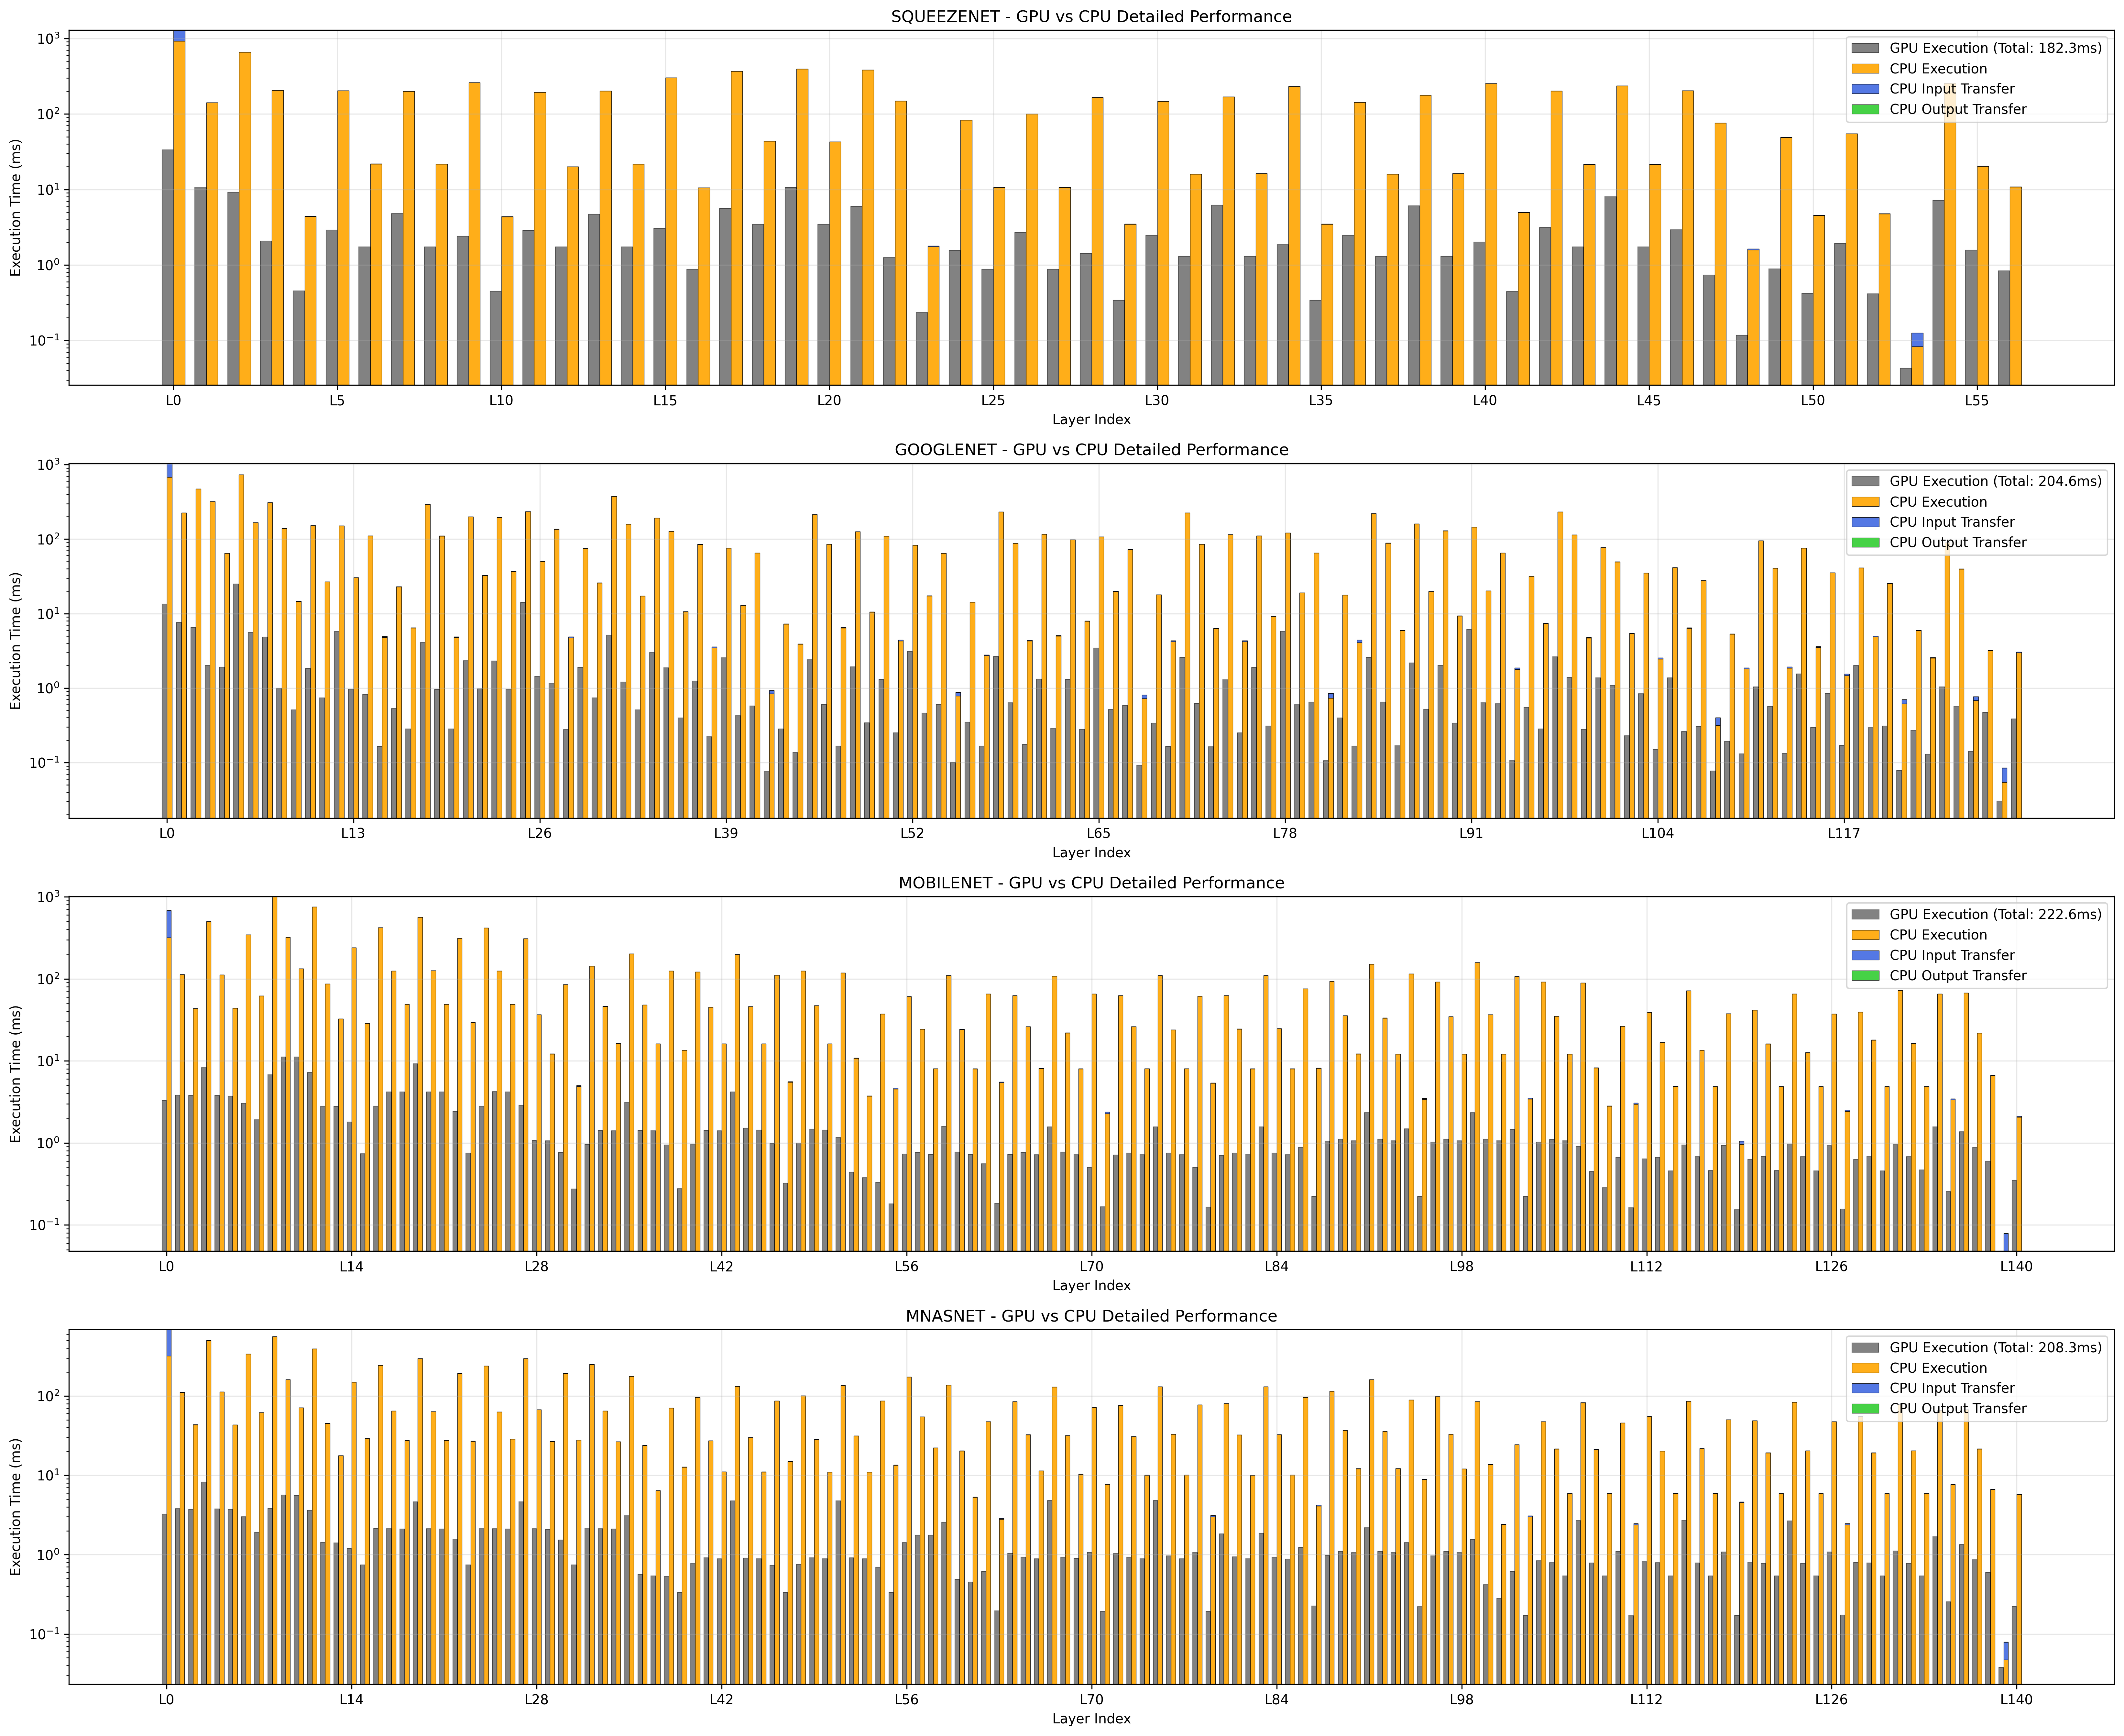 SQUEEZENET - GPU vs CPU Detailed Performance
10³
10²
10¹
10⁰
10⁻¹
Execution Time (ms)
GPU Execution (Total: 182.3ms)
CPU Execution
CPU Input Transfer
CPU Output Transfer
L0 L5 L10 L15 L20 L25 L30 L35 L40 L45 L50 L55
Layer Index
GOOGLENET - GPU vs CPU Detailed Performance
10³
10²
10¹
10⁰
10⁻¹
Execution Time (ms)
GPU Execution (Total: 204.6ms)
CPU Execution
CPU Input Transfer
CPU Output Transfer
L0 L13 L26 L39 L52 L65 L78 L91 L104 L117
Layer Index
MOBILENET - GPU vs CPU Detailed Performance
10³
10²
10¹
10⁰
10⁻¹
Execution Time (ms)
GPU Execution (Total: 222.6ms)
CPU Execution
CPU Input Transfer
CPU Output Transfer
L0 L14 L28 L42 L56 L70 L84 L98 L112 L126 L140
Layer Index
MNASNET - GPU vs CPU Detailed Performance
10²
10¹
10⁰
10⁻¹
Execution Time (ms)
GPU Execution (Total: 208.3ms)
CPU Execution
CPU Input Transfer
CPU Output Transfer
L0 L14 L28 L42 L56 L70 L84 L98 L112 L126 L140
Layer Index